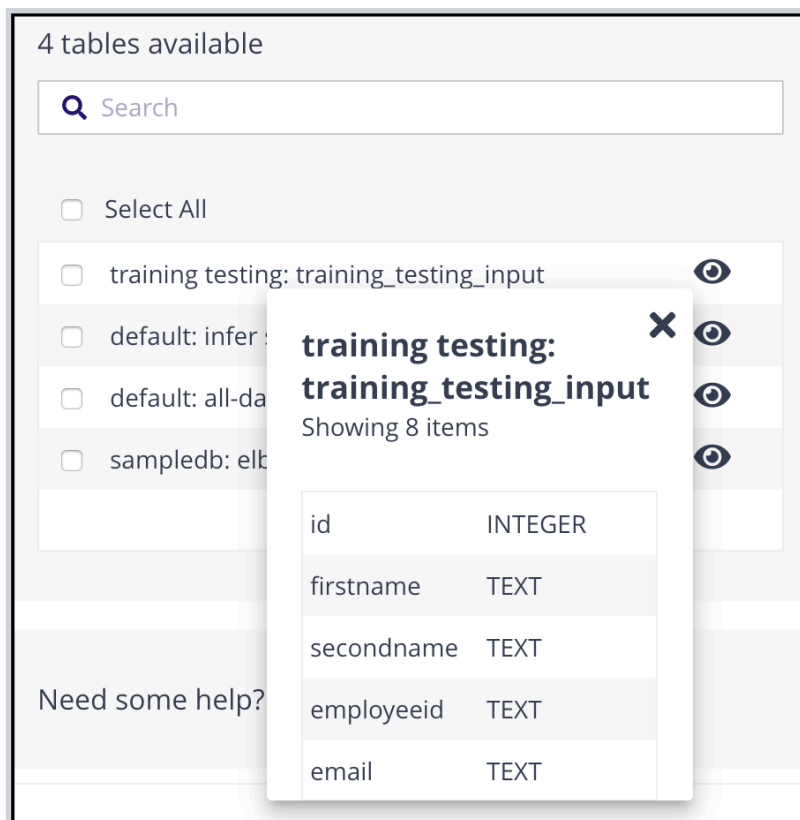 4 tables available
Search
Select All
training testing: training_testing_input
default: infer
default: all-da
sampledb: elb
training testing:
training_testing_input
Showing 8 items
id INTEGER
firstname TEXT
secondname TEXT
employeeid TEXT
email TEXT
Need some help?